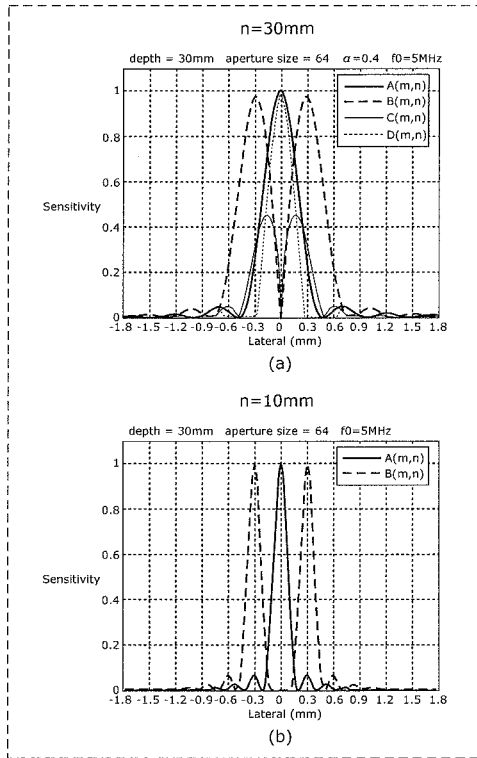 n=30mm
depth = 30mm aperture size = 64 α=0.4 f0=5MHz
A(m,n)
B(m,n)
C(m,n)
D(m,n)
1
0.8
0.6
0.4
0.2
0
Sensitivity
-1.8 -1.5 -1.2 -0.9 -0.6 -0.3 0 0.3 0.6 0.9 1.2 1.5 1.8
Lateral (mm)
(a)
n=10mm
depth = 30mm aperture size = 64 f0=5MHz
A(m,n)
B(m,n)
1
0.8
0.6
0.4
0.2
0
Sensitivity
-1.8 -1.5 -1.2 -0.9 -0.6 -0.3 0 0.3 0.6 0.9 1.2 1.5 1.8
Lateral (mm)
(b)